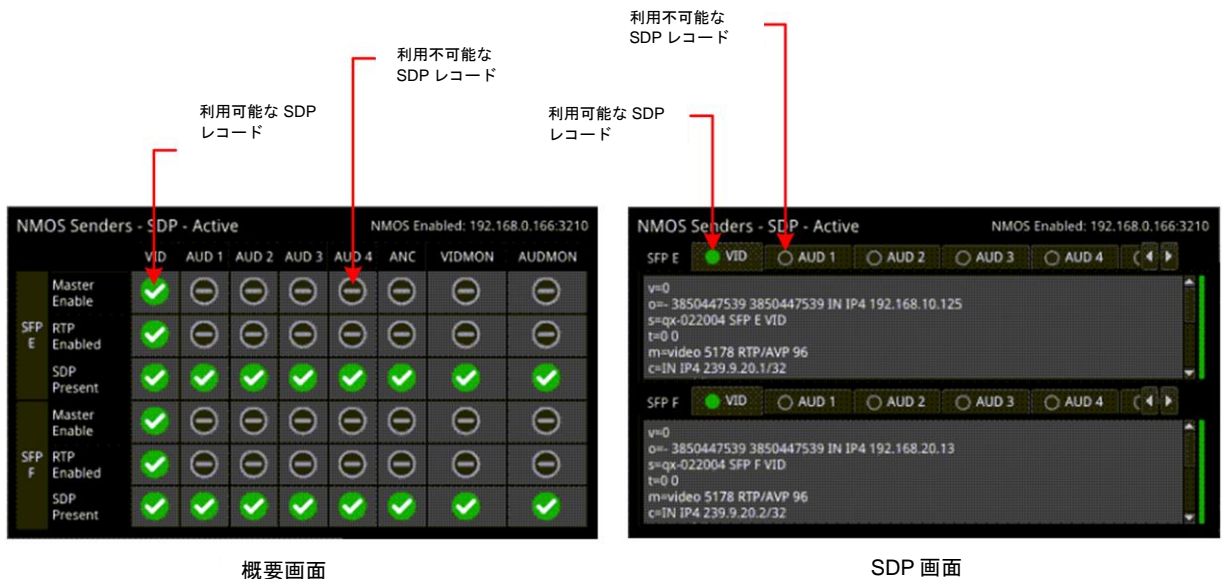 利用不可能な
SDP レコード
利用可能な SDP
レコード
利用不可能な
SDP レコード
利用可能な SDP
レコード
NMOS Senders - SDP - Active
NMOS Enabled: 192.168.0.166:3210
VID AUD 1 AUD 2 AUD 3 AUD 4 ANC VIDMON AUDMON
SFP
E
Master
Enable
RTP
Enabled
SDP
Present
SFP
F
Master
Enable
RTP
Enabled
SDP
Present
概要画面
NMOS Senders - SDP - Active
NMOS Enabled: 192.168.0.166:3210
SFP E VID AUD 1 AUD 2 AUD 3 AUD 4
v=0
o=- 3850447539 3850447539 IN IP4 192.168.10.125
s=qx-022004 SFP E VID
t=0 0
m=video 5178 RTP/AVP 96
c=IN IP4 239.9.20.1/32
SFP F VID AUD 1 AUD 2 AUD 3 AUD 4
v=0
o=- 3850447539 3850447539 IN IP4 192.168.20.13
s=qx-022004 SFP F VID
t=0 0
m=video 5178 RTP/AVP 96
c=IN IP4 239.9.20.2/32
SDP 画面